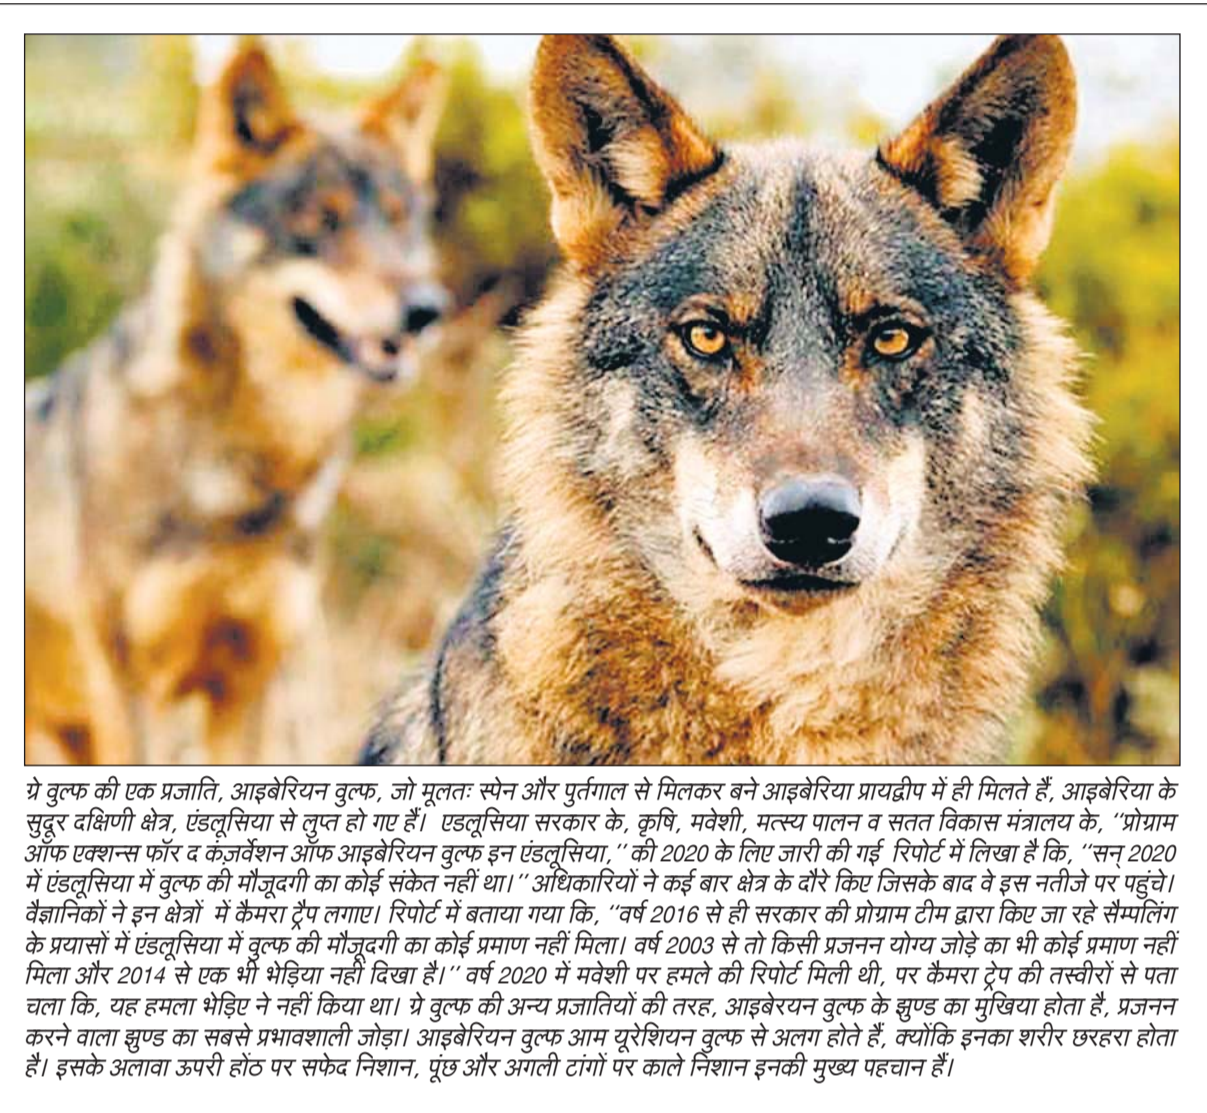 ग्रे वुल्फ की एक प्रजाति, आइबेरियन वुल्फ, जो मूलतः स्पेन और पुर्तगाल से मिलकर बने आइबेरिया प्रायद्वीप में ही मिलते हैं, आइबेरिया के
सुदूर दक्षिणी क्षेत्र, एंडलूसिया से लुप्त हो गए हैं। एडलूसिया सरकार के, कृषि, मवेशी, मत्स्य पालन व सतत विकास मंत्रालय के, ‘‘प्रोग्राम
ऑफ एक्शन्स फॉर द कंज़र्वेशन ऑफ आइबेरियन वुल्फ इन एंडलूसिया,’’ की 2020 के लिए जारी की गई रिपोर्ट में लिखा है कि, ‘‘सन् 2020
में एंडलूसिया में वुल्फ की मौजूदगी का कोई संकेत नहीं था।’’ अधिकारियों ने कई बार क्षेत्र के दौरे किए जिसके बाद वे इस नतीजे पर पहुंचे।
वैज्ञानिकों ने इन क्षेत्रों में कैमरा ट्रैप लगाए। रिपोर्ट में बताया गया कि, ‘‘वर्ष 2016 से ही सरकार की प्रोग्राम टीम द्वारा किए जा रहे सैम्पलिंग
के प्रयासों में एंडलूसिया में वुल्फ की मौजूदगी का कोई प्रमाण नहीं मिला। वर्ष 2003 से तो किसी प्रजनन योग्य जोड़े का भी कोई प्रमाण नहीं
मिला और 2014 से एक भी भेड़िया नहीं दिखा है।’’ वर्ष 2020 में मवेशी पर हमले की रिपोर्ट मिली थी, पर कैमरा ट्रेप की तस्वीरों से पता
चला कि, यह हमला भेड़िए ने नहीं किया था। ग्रे वुल्फ की अन्य प्रजातियों की तरह, आइबेरयन वुल्फ के झुण्ड का मुखिया होता है, प्रजनन
करने वाला झुण्ड का सबसे प्रभावशाली जोड़ा। आइबेरियन वुल्फ आम यूरेशियन वुल्फ से अलग होते हैं, क्योंकि इनका शरीर छरहरा होता
है। इसके अलावा ऊपरी होंठ पर सफेद निशान, पूंछ और अगली टांगों पर काले निशान इनकी मुख्य पहचान हैं।